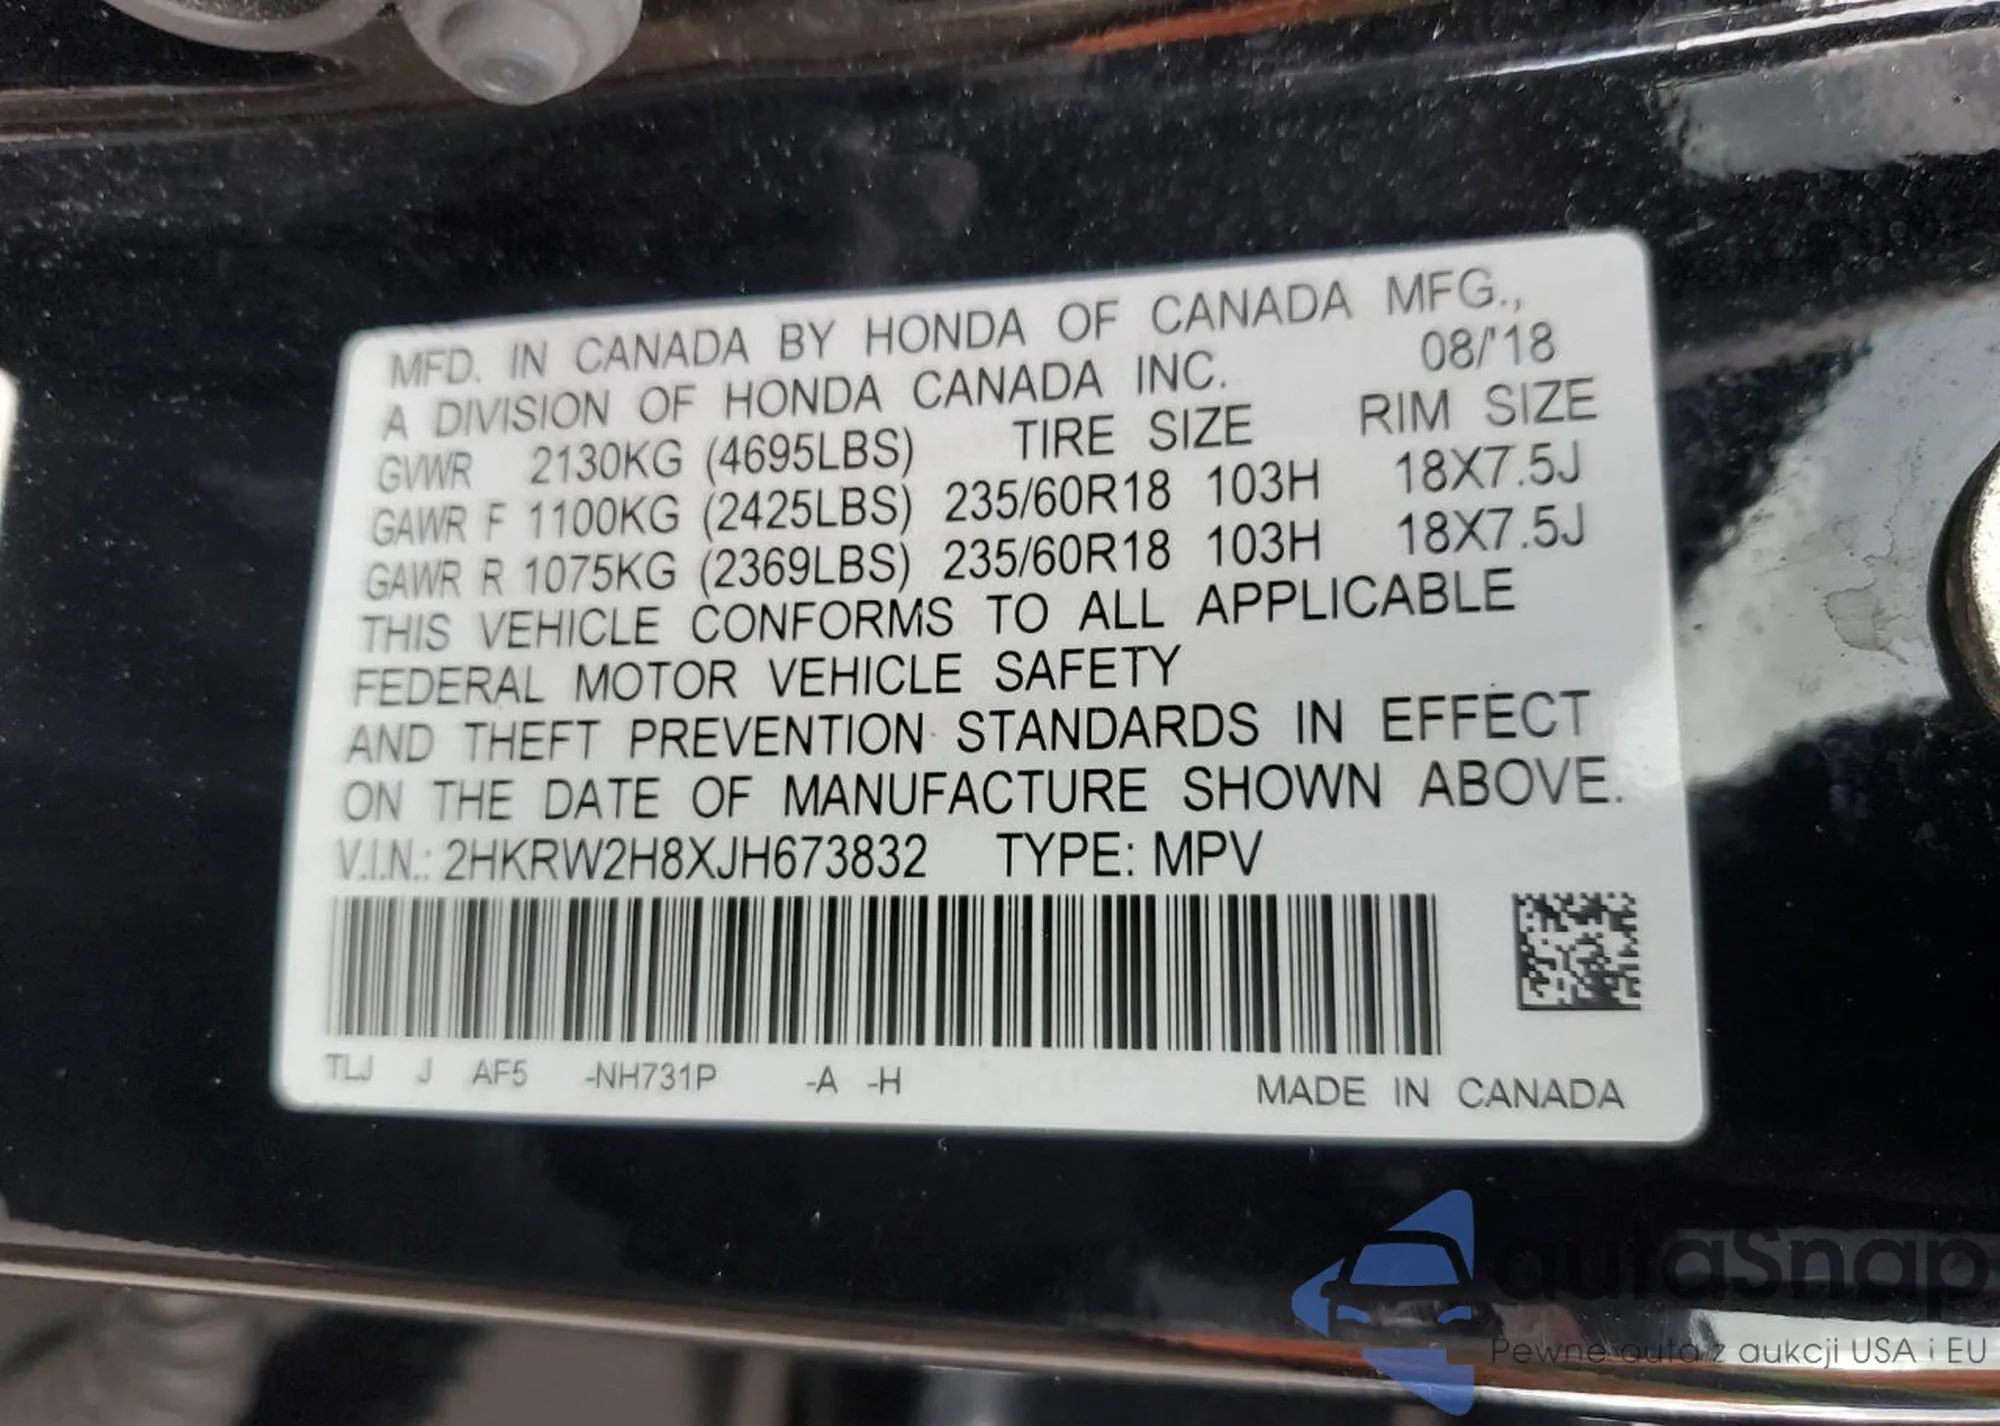 MFD. IN CANADA BY HONDA OF CANADA MFG.,
A DIVISION OF HONDA CANADA INC. 08/'18
GVWR 2130KG (4695LBS) TIRE SIZE RIM SIZE
GAWR F 1100KG (2425LBS) 235/60R18 103H 18X7.5J
GAWR R 1075KG (2369LBS) 235/60R18 103H 18X7.5J
THIS VEHICLE CONFORMS TO ALL APPLICABLE
FEDERAL MOTOR VEHICLE SAFETY
AND THEFT PREVENTION STANDARDS IN EFFECT
ON THE DATE OF MANUFACTURE SHOWN ABOVE.
V.I.N.: 2HKRW2H8XJH673832 TYPE: MPV
TLJ J AF5 -NH731P -A -H MADE IN CANADA
autaSnap
Pewne auta z aukcji USA i EU